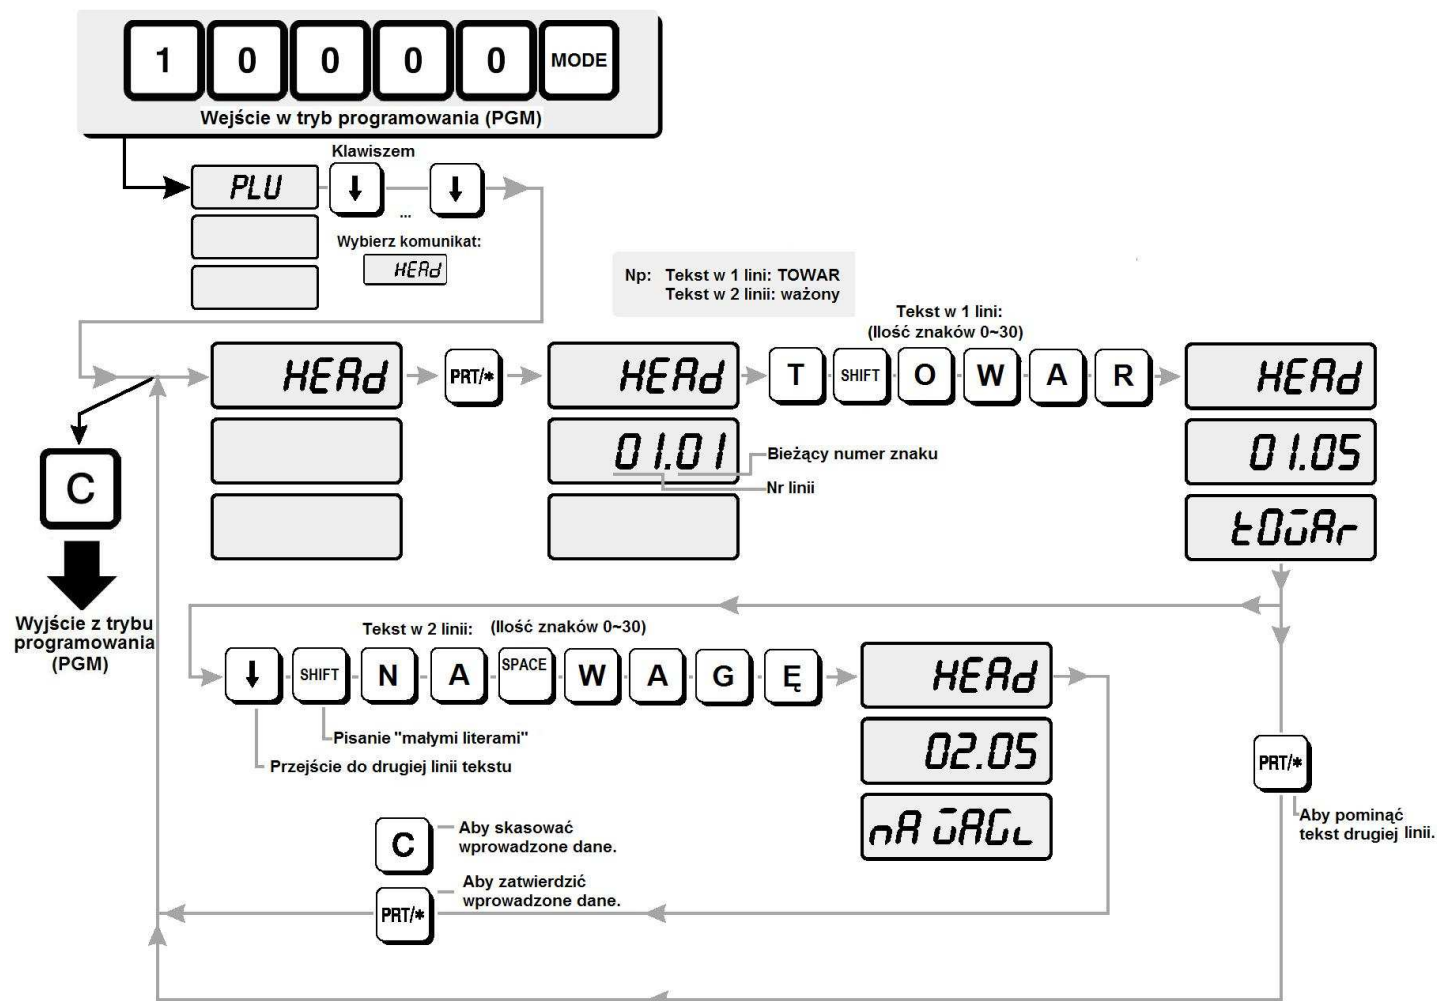 1 0 0 0 0 MODE
Wejście w tryb programowania (PGM)
Klawiszem
PLU
...
Wybierz komunikat:
HEAd
Np: Tekst w 1 lini: TOWAR
Tekst w 2 linii: ważony
Tekst w 1 lini:
(Ilość znaków 0~30)
HEAd PRT/* HEAd T SHIFT O W A R HEAd
01.01
Bieżący numer znaku
Nr linii
01.05
tOWAr
C
Wyjście z trybu
programowania
(PGM)
Tekst w 2 linii: (Ilość znaków 0~30)
SHIFT N A SPACE W A G Ę HEAd
Pisanie "małymi literami"
Przejście do drugiej linii tekstu
02.05
nA WAG
PRT/*
Aby pominąć
tekst drugiej linii.
C
Aby skasować
wprowadzone dane.
PRT/*
Aby zatwierdzić
wprowadzone dane.